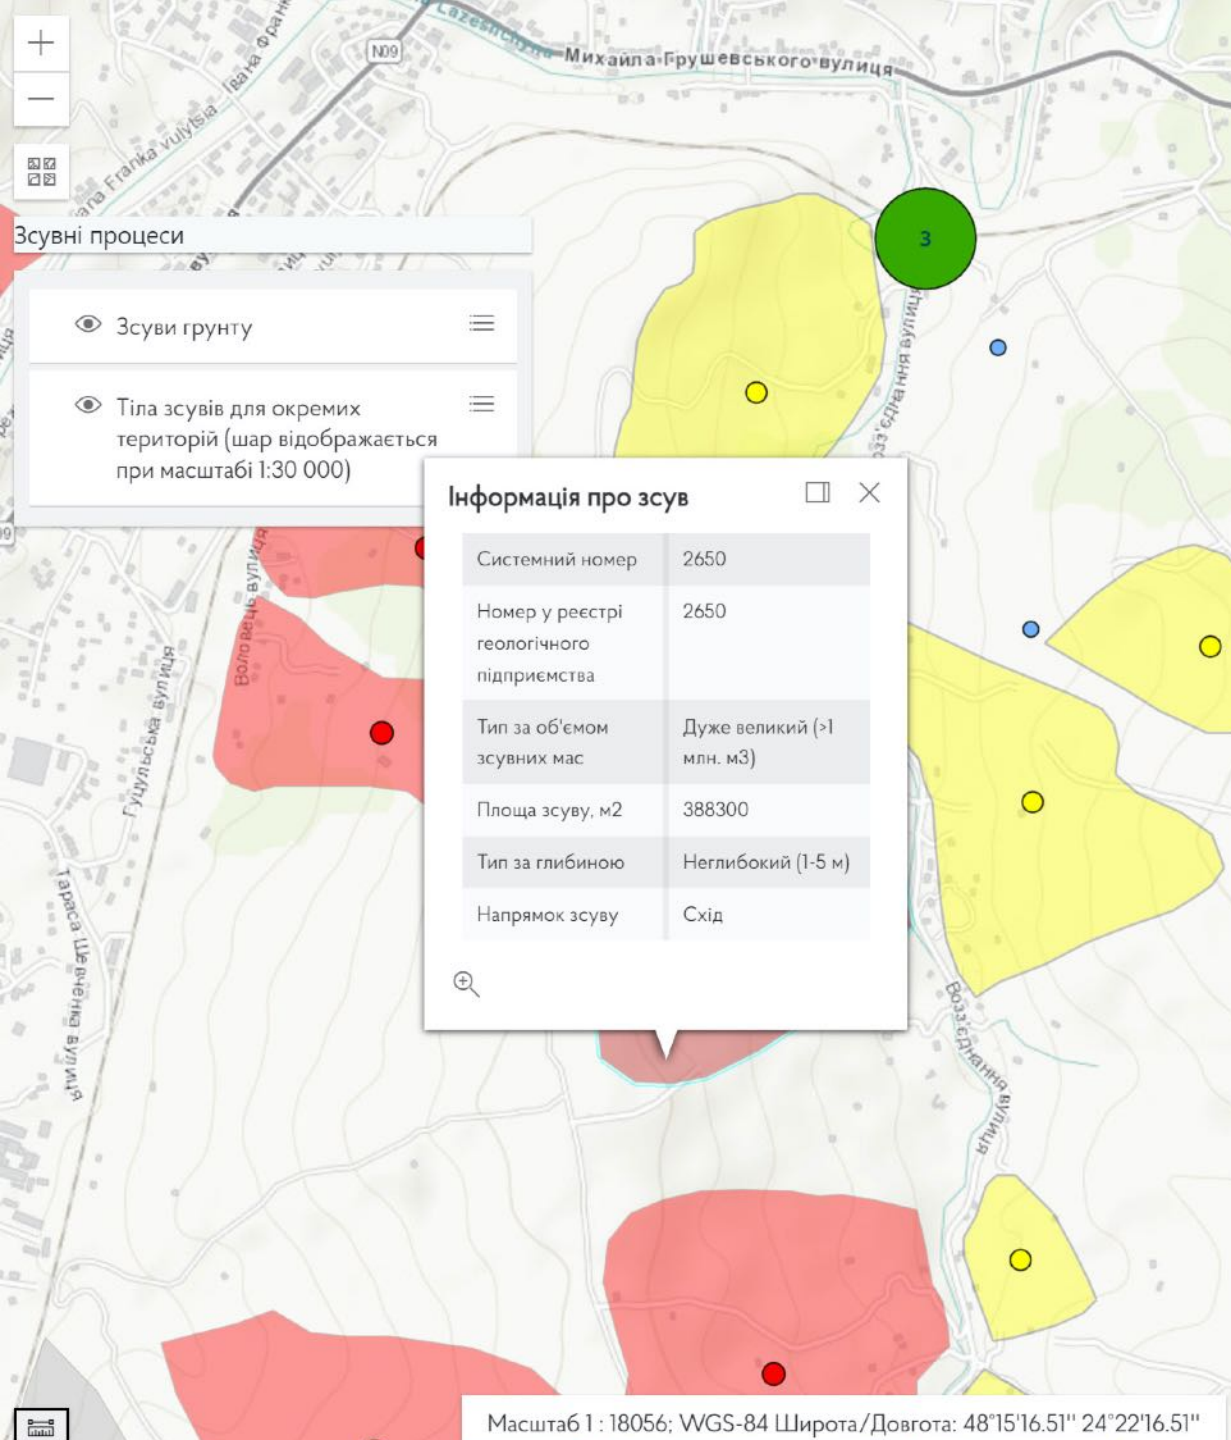 Lazeshchyna
N09
Михайла Грушевського вулиця
Ivana Franka vulytsia
Івана Франк
3
Зсувні процеси
Зсуви грунту
Тіла зсувів для окремих
територій (шар відображається
при масштабі 1:30 000)
Возз'єднання вулиця
Інформація про зсув
Системний номер 2650
Номер у реєстрі 2650
геологічного
підприємства
Тип за об'ємом Дуже великий (>1
зсувних мас млн. м3)
Площа зсуву, м2 388300
Тип за глибиною Неглибокий (1-5 м)
Напрямок зсуву Схід
Воловець вулиця
Гуцульська вулиця
Тараса Шевченка вулиця
Возз'єднання вулиця
Масштаб 1 : 18056; WGS-84 Широта/Довгота: 48°15'16.51" 24°22'16.51"